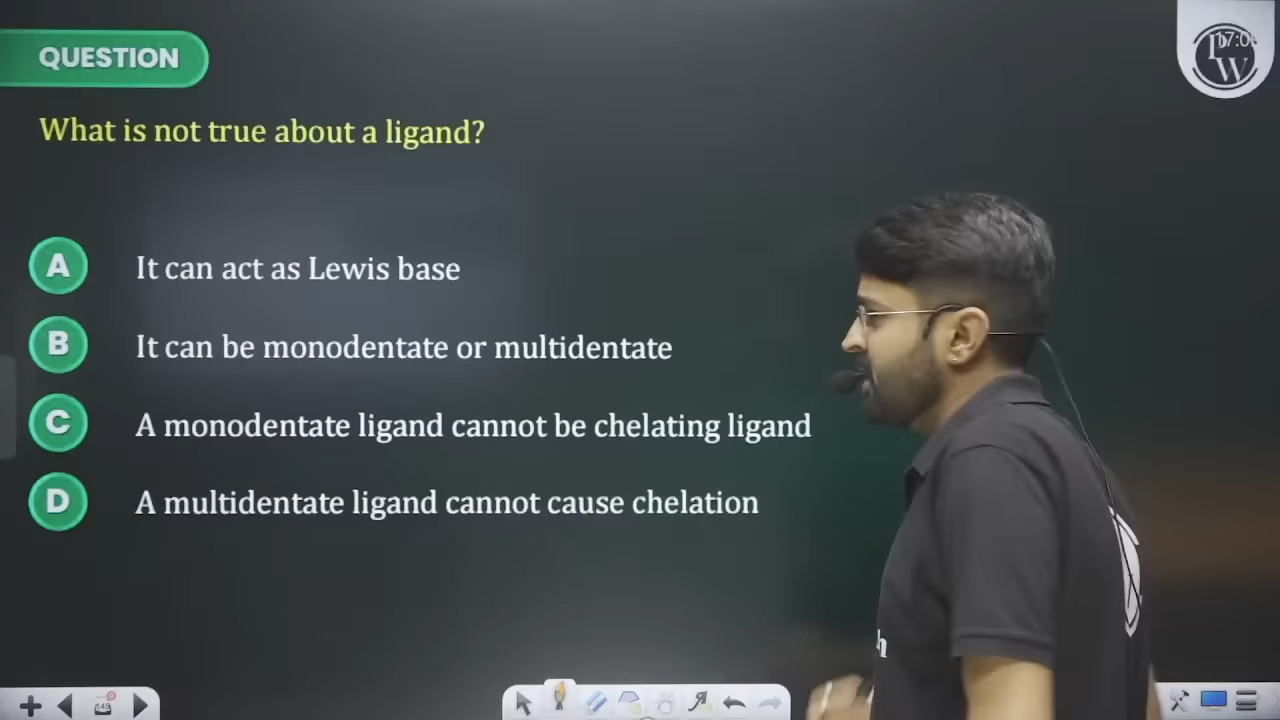 QUESTION
What is not true about a ligand?
A It can act as Lewis base
B It can be monodentate or multidentate
C A monodentate ligand cannot be chelating ligand
D A multidentate ligand cannot cause chelation